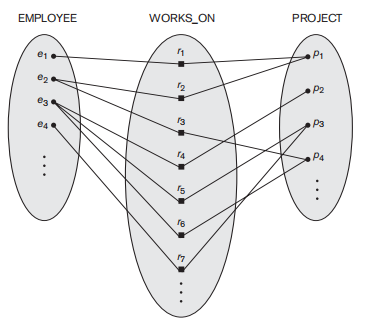 EMPLOYEE WORKS_ON PROJECT
e1 r1 p1
e2 r2 p2
e3 r3 p3
e4 r4 p4
r5
r6
r7